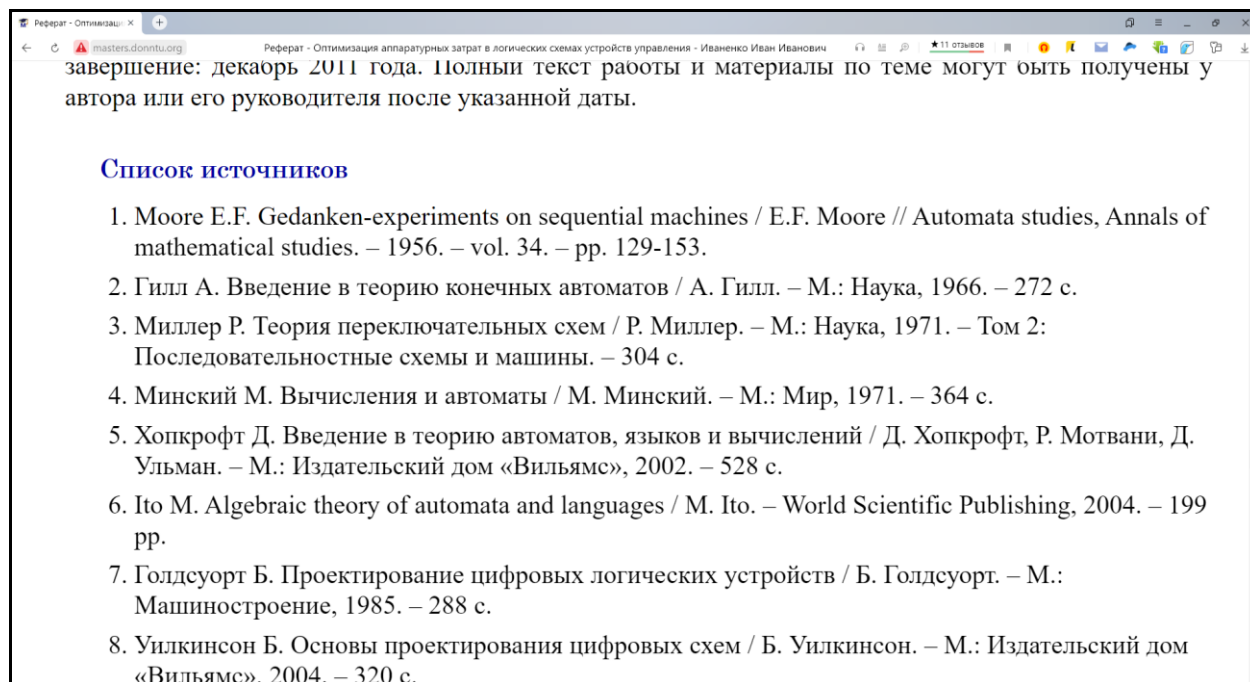 Реферат - Оптимизаци
masters.donntu.org
Реферат - Оптимизация аппаратурных затрат в логических схемах устройств управления - Иваненко Иван Иванович
★11 отзывов
завершение: декабрь 2011 года. Полный текст работы и материалы по теме могут быть получены у
автора или его руководителя после указанной даты.
Список источников
1. Moore E.F. Gedanken-experiments on sequential machines / E.F. Moore // Automata studies, Annals of
mathematical studies. – 1956. – vol. 34. – pp. 129-153.
2. Гилл А. Введение в теорию конечных автоматов / А. Гилл. – М.: Наука, 1966. – 272 с.
3. Миллер Р. Теория переключательных схем / Р. Миллер. – М.: Наука, 1971. – Том 2:
Последовательностные схемы и машины. – 304 с.
4. Минский М. Вычисления и автоматы / М. Минский. – М.: Мир, 1971. – 364 с.
5. Хопкрофт Д. Введение в теорию автоматов, языков и вычислений / Д. Хопкрофт, Р. Мотвани, Д.
Ульман. – М.: Издательский дом «Вильямс», 2002. – 528 с.
6. Ito M. Algebraic theory of automata and languages / M. Ito. – World Scientific Publishing, 2004. – 199
pp.
7. Голдсуорт Б. Проектирование цифровых логических устройств / Б. Голдсуорт. – М.:
Машиностроение, 1985. – 288 с.
8. Уилкинсон Б. Основы проектирования цифровых схем / Б. Уилкинсон. – М.: Издательский дом
«Вильямс», 2004. – 320 с.